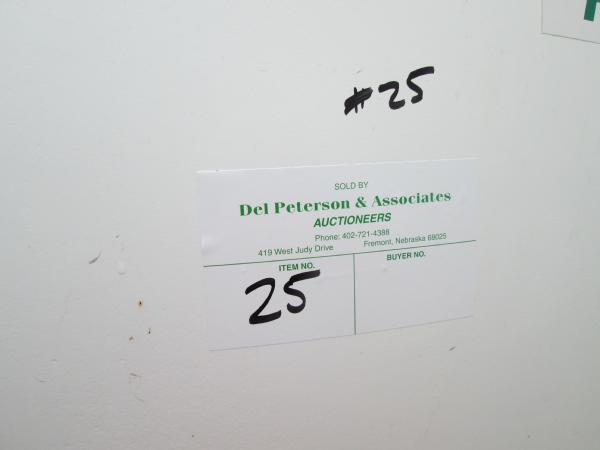 #25
SOLD BY
Del Peterson & Associates
AUCTIONEERS
Phone: 402-721-4388
419 West Judy Drive Fremont, Nebraska 68025
ITEM NO. BUYER NO.
25